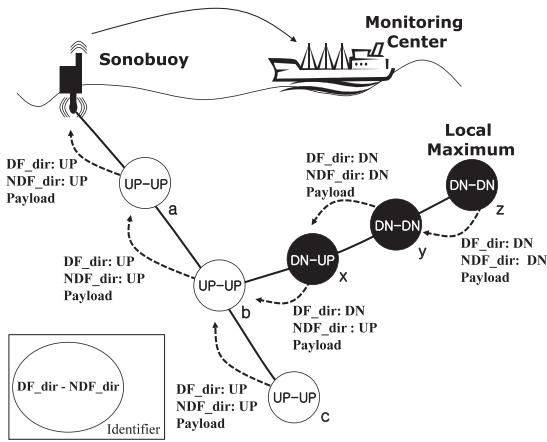 Monitoring
Center
Sonobuoy
Local
Maximum
DF_dir: UP
NDF_dir: UP
Payload
UP-UP
a
DF_dir: DN
NDF_dir: DN
Payload
DN-DN
z
DN-DN
y
DF_dir: DN
NDF_dir: DN
Payload
DN-UP
x
DF_dir: UP
NDF_dir: UP
Payload
UP-UP
b
DF_dir: DN
NDF_dir : UP
Payload
DF_dir: UP
NDF_dir: UP
Payload
UP-UP
c
DF_dir - NDF_dir
Identifier